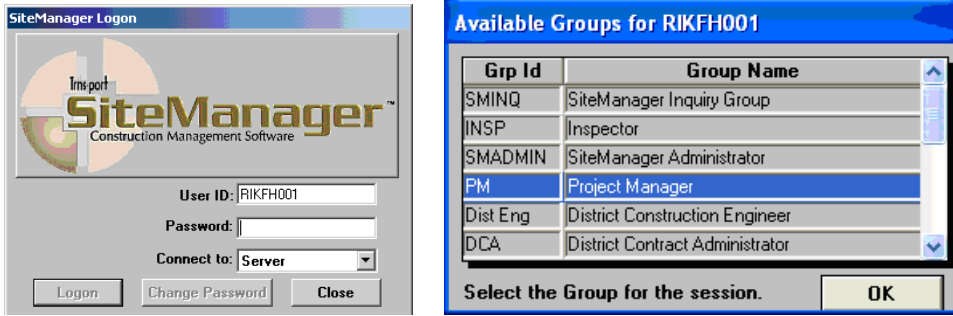 SiteManager Logon
Trns·port
SiteManager™
Construction Management Software
User ID: RIKFH001
Password:
Connect to: Server
Logon Change Password Close
Available Groups for RIKFH001
Grp Id Group Name
SMINQ SiteManager Inquiry Group
INSP Inspector
SMADMIN SiteManager Administrator
PM Project Manager
Dist Eng District Construction Engineer
DCA District Contract Administrator
Select the Group for the session. OK